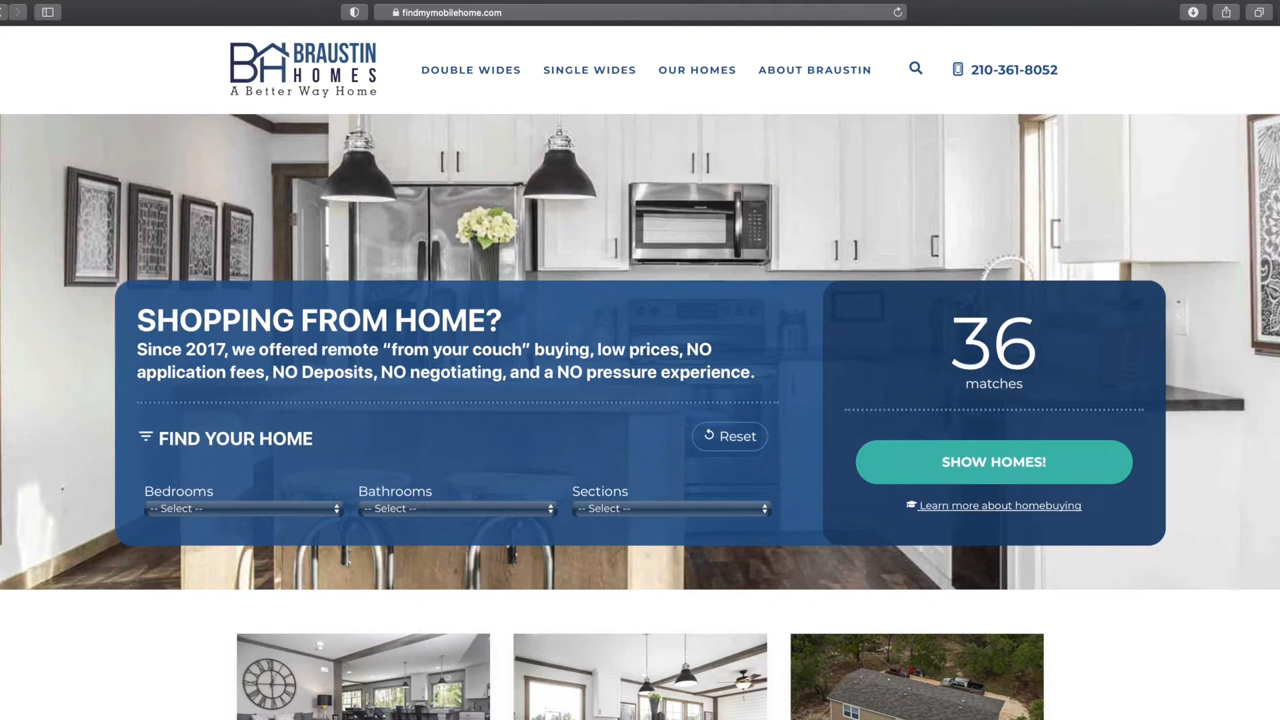 findmymobilehome.com
BH BRAUSTIN
HOMES
A Better Way Home
DOUBLE WIDES SINGLE WIDES OUR HOMES ABOUT BRAUSTIN 210-361-8052
SHOPPING FROM HOME?
Since 2017, we offered remote “from your couch” buying, low prices, NO
application fees, NO Deposits, NO negotiating, and a NO pressure experience.
FIND YOUR HOME
Reset
Bedrooms Bathrooms Sections
-- Select -- -- Select -- -- Select --
36
matches
SHOW HOMES!
Learn more about homebuying